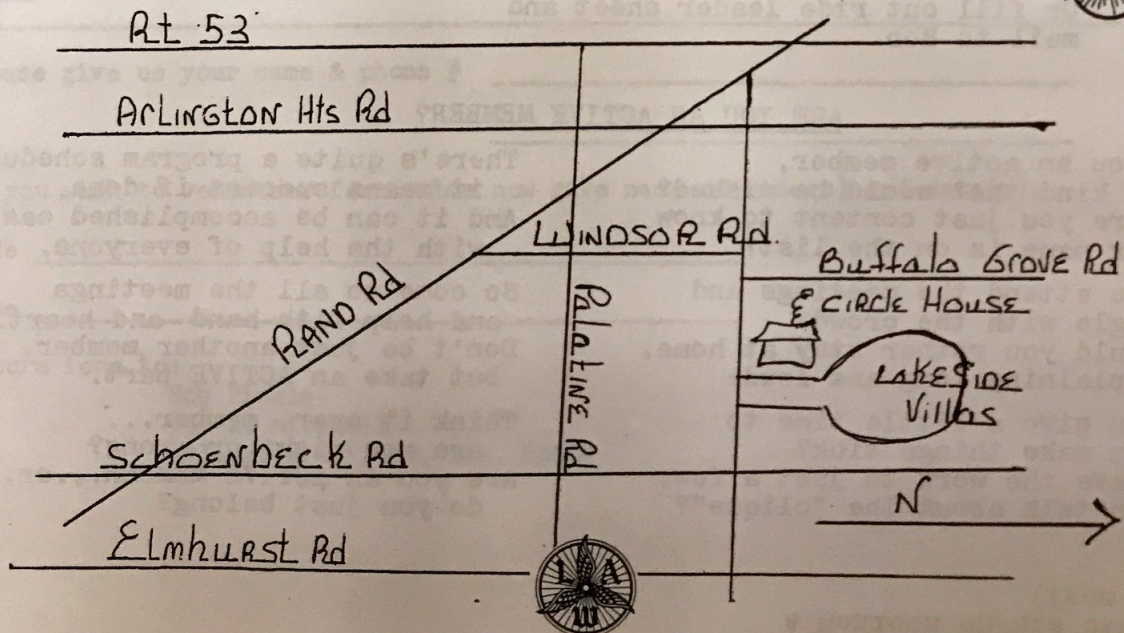 Rt 53
Arlington Hts Rd
WINDSOR Rd.
Buffalo Grove Rd
CIRCLE HOUSE
RAND Rd
Palatine Rd
LAKESIDE
Villas
Schoenbeck Rd
N
Elmhurst Rd
L A
W